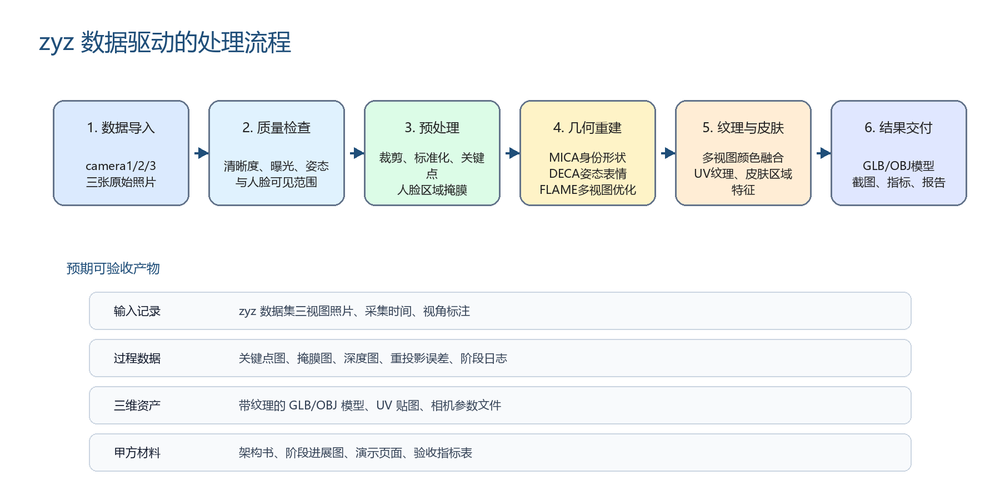 zyz 数据驱动的处理流程
1. 数据导入
camera1/2/3
三张原始照片
2. 质量检查
清晰度、曝光、姿态
与人脸可见范围
3. 预处理
裁剪、标准化、关键
点
人脸区域掩膜
4. 几何重建
MICA身份形状
DECA姿态表情
FLAME多视图优化
5. 纹理与皮肤
多视图颜色融合
UV纹理、皮肤区域
特征
6. 结果交付
GLB/OBJ模型
截图、指标、报告
预期可验收产物
输入记录
zyz 数据集三视图照片、采集时间、视角标注
过程数据
关键点图、掩膜图、深度图、重投影误差、阶段日志
三维资产
带纹理的 GLB/OBJ 模型、UV 贴图、相机参数文件
甲方材料
架构书、阶段进展图、演示页面、验收指标表